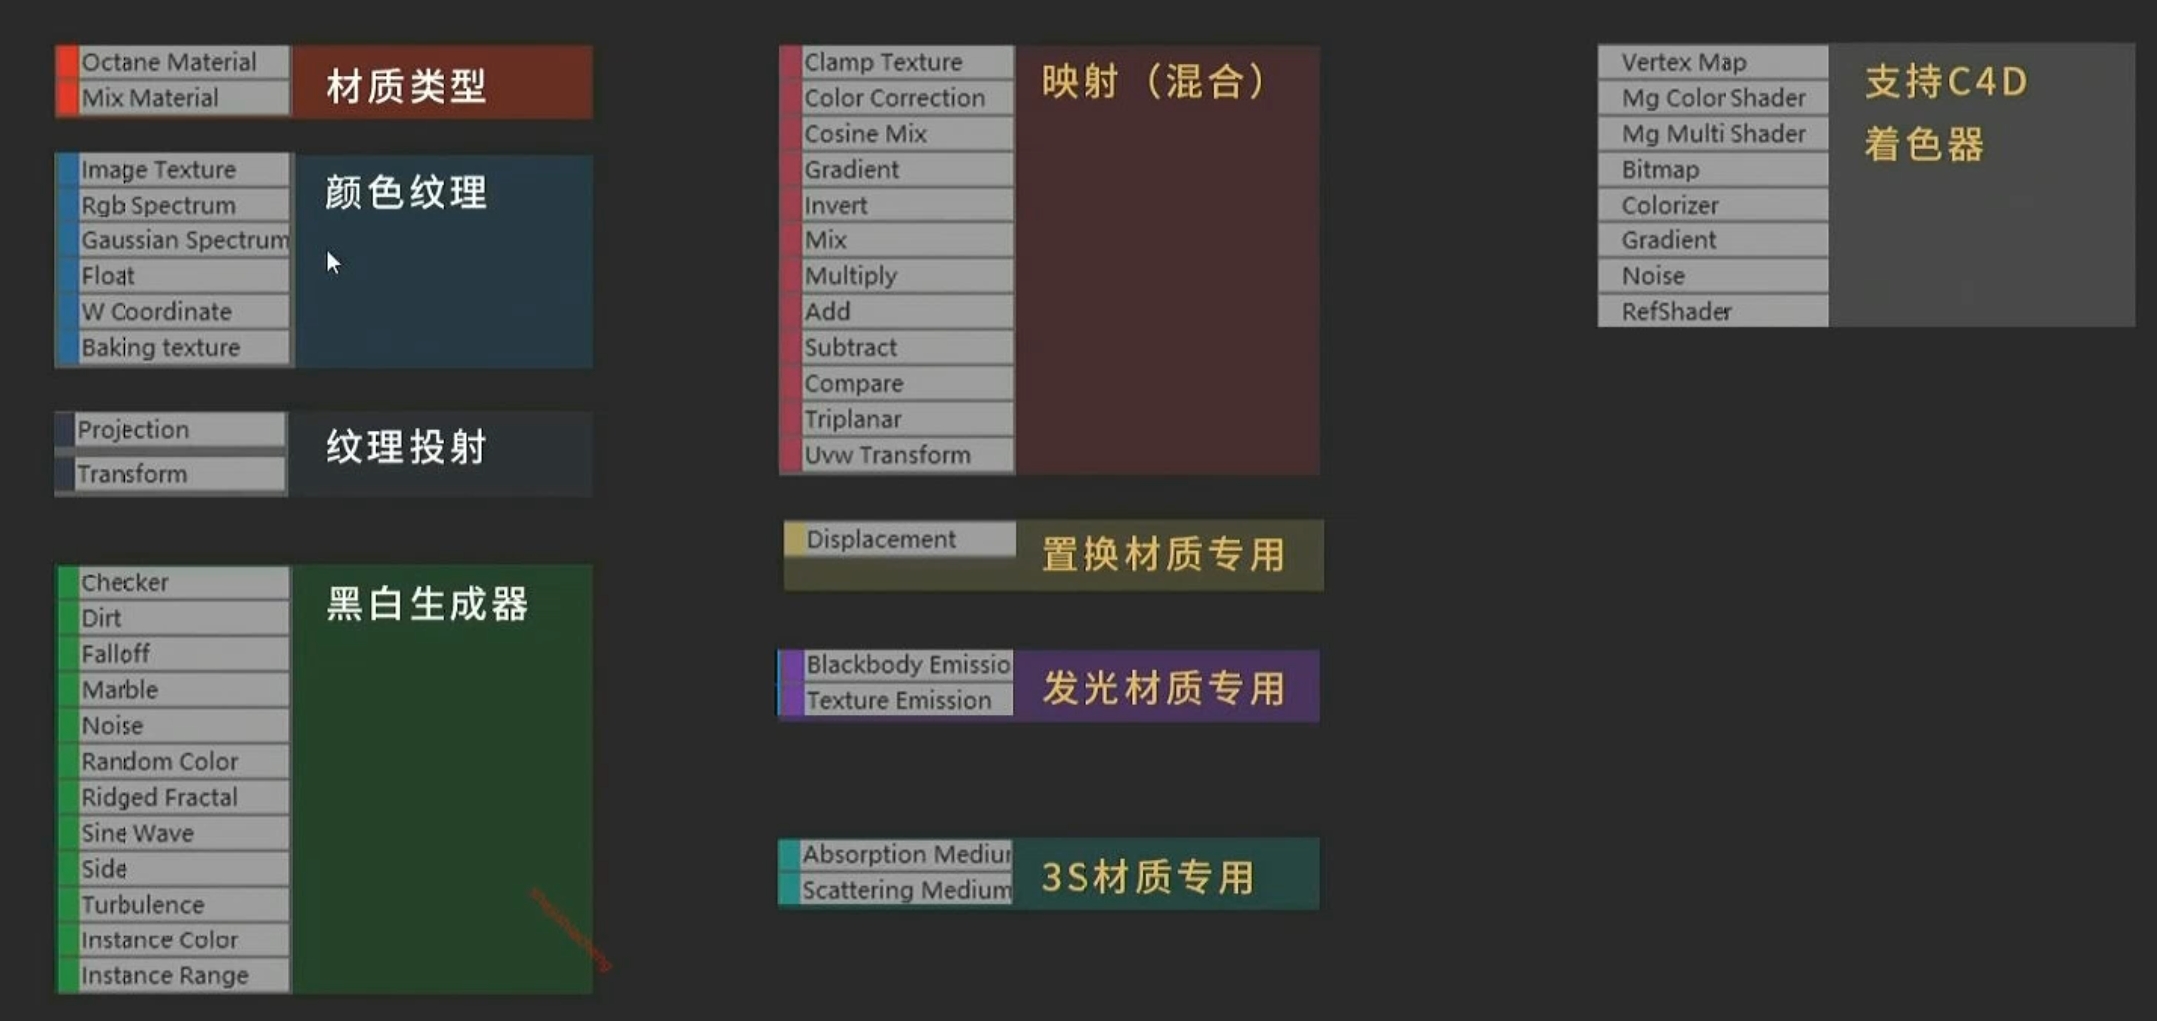 Octane Material
Mix Material
材质类型
Image Texture
Rgb Spectrum
Gaussian Spectrum
Float
W Coordinate
Baking texture
颜色纹理
Projection
Transform
纹理投射
Checker
Dirt
Falloff
Marble
Noise
Random Color
Ridged Fractal
Sine Wave
Side
Turbulence
Instance Color
Instance Range
黑白生成器
Clamp Texture
Color Correction
Cosine Mix
Gradient
Invert
Mix
Multiply
Add
Subtract
Compare
Triplanar
Uvw Transform
映射（混合）
Displacement
置换材质专用
Blackbody Emissio
Texture Emission
发光材质专用
Absorption Mediur
Scattering Medium
3S材质专用
Vertex Map
Mg Color Shader
Mg Multi Shader
Bitmap
Colorizer
Gradient
Noise
RefShader
支持C4D
着色器